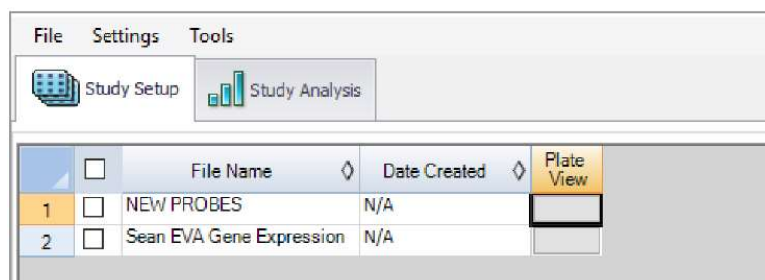 File Settings Tools
Study Setup Study Analysis
File Name Date Created Plate View
1 NEW PROBES N/A
2 Sean EVA Gene Expression N/A